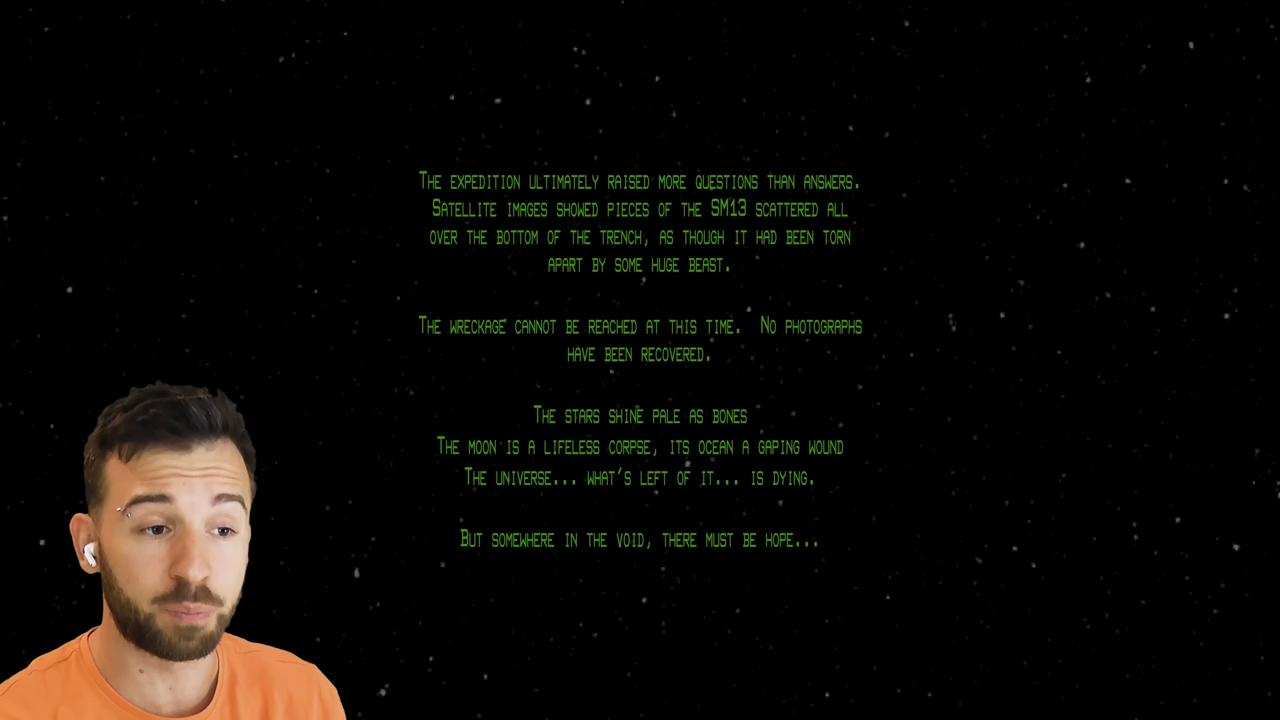 The expedition ultimately raised more questions than answers.
Satellite images showed pieces of the SM13 scattered all
over the bottom of the trench, as though it had been torn
apart by some huge beast.
The wreckage cannot be reached at this time. No photographs
have been recovered.
The stars shine pale as bones
The moon is a lifeless corpse, its ocean a gaping wound
The universe... what's left of it... is dying.
But somewhere in the void, there must be hope...